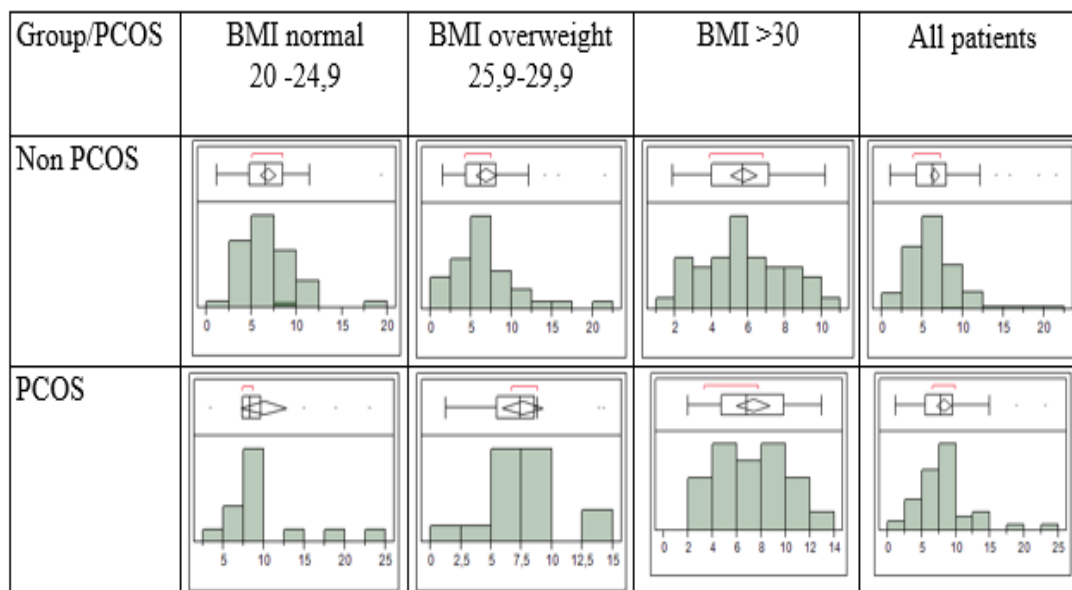 Group/PCOS
BMI normal
20 -24,9
BMI overweight
25,9-29,9
BMI >30
All patients
Non PCOS
0 5 10 15 20
0 5 10 15 20
2 4 6 8 10
0 5 10 15 20
PCOS
5 10 15 20 25
0 2,5 5 7,5 10 15
0 2 4 6 8 10 12 14
0 5 10 15 20 25